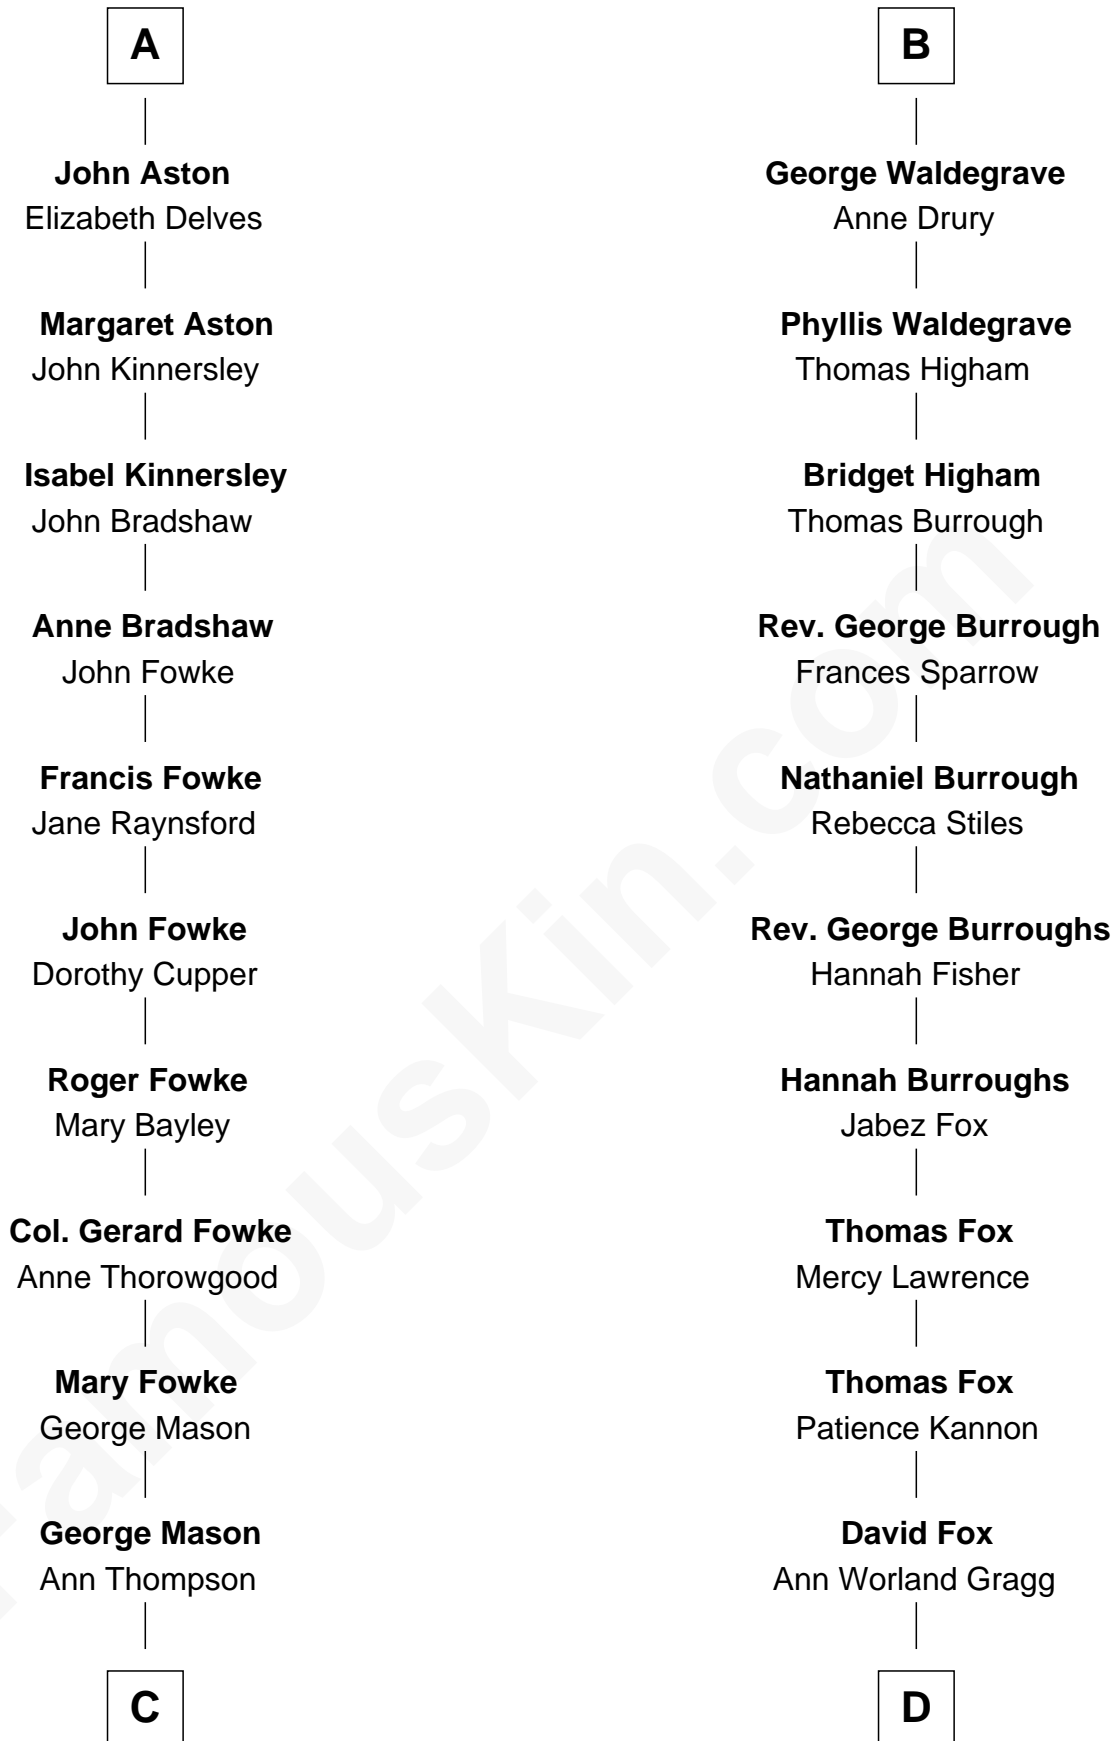 A
John Aston
Elizabeth Delves
Margaret Aston
John Kinnersley
Isabel Kinnersley
John Bradshaw
Anne Bradshaw
John Fowke
Francis Fowke
Jane Raynsford
John Fowke
Dorothy Cupper
Roger Fowke
Mary Bayley
Col. Gerard Fowke
Anne Thorowgood
Mary Fowke
George Mason
George Mason
Ann Thompson
C
B
George Waldegrave
Anne Drury
Phyllis Waldegrave
Thomas Higham
Bridget Higham
Thomas Burrough
Rev. George Burrough
Frances Sparrow
Nathaniel Burrough
Rebecca Stiles
Rev. George Burroughs
Hannah Fisher
Hannah Burroughs
Jabez Fox
Thomas Fox
Mercy Lawrence
Thomas Fox
Patience Kannon
David Fox
Ann Worland Gragg
D
FamousKin.com